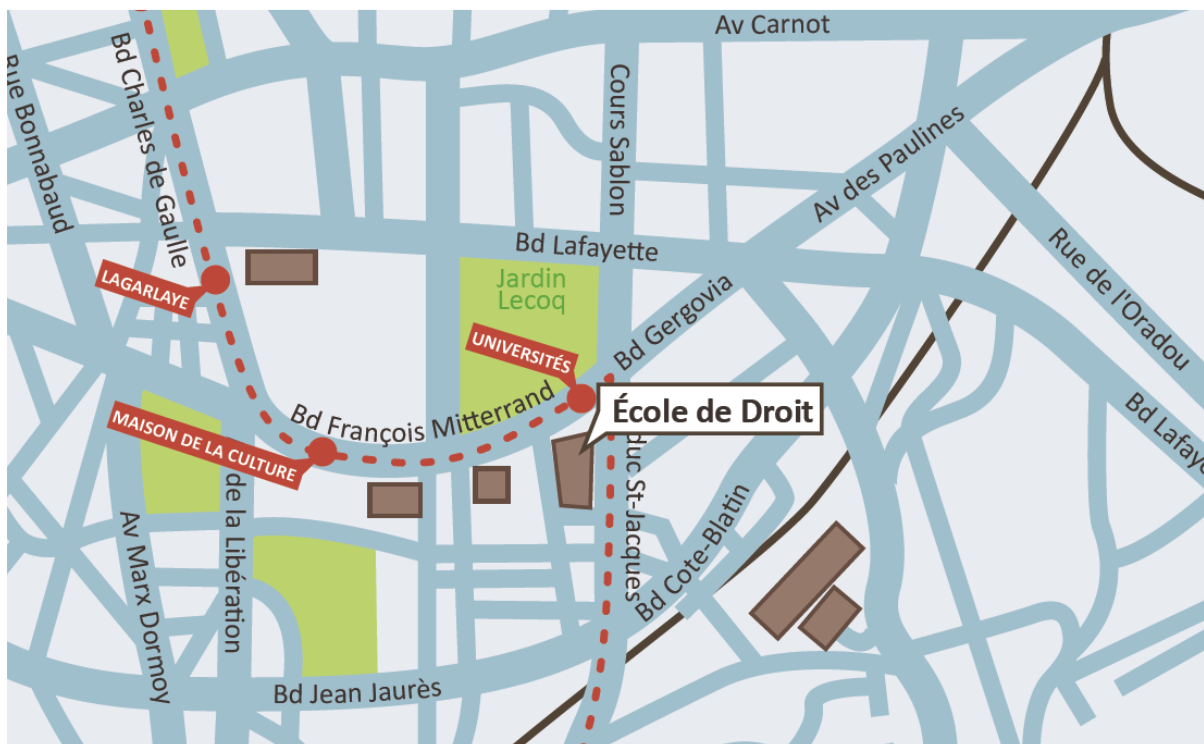 Av Carnot
Bd Charles de Gaulle
Rue Bonnabaud
Cours Sablon
Av des Paulines
Bd Lafayette
Rue de l'Oradou
LAGARLAYE
Jardin
Lecoq
Bd Gergovia
UNIVERSITÉS
Bd François Mitterrand
École de Droit
MAISON DE LA CULTURE
Bd Lafaye
duc St-Jacques
de la Libération
Av Marx Dormoy
Bd Cote-Blatin
Bd Jean Jaurès